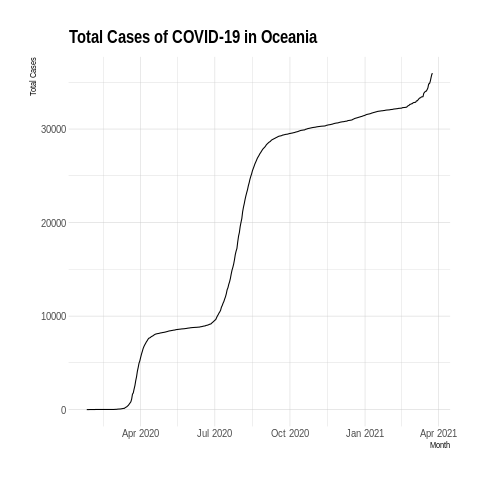 Total Cases of COVID-19 in Oceania
Total Cases
30000
20000
10000
0
Apr 2020 Jul 2020 Oct 2020 Jan 2021 Apr 2021
Month